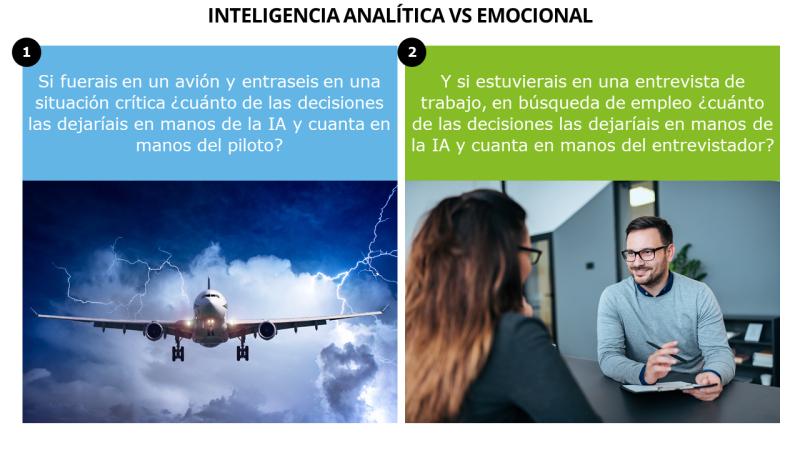 INTELIGENCIA ANALÍTICA VS EMOCIONAL
1
Si fuerais en un avión y entraseis en una
situación crítica ¿cuánto de las decisiones
las dejaríais en manos de la IA y cuanta en
manos del piloto?
2
Y si estuvierais en una entrevista de
trabajo, en búsqueda de empleo ¿cuánto
de las decisiones las dejaríais en manos de
la IA y cuanta en manos del entrevistador?